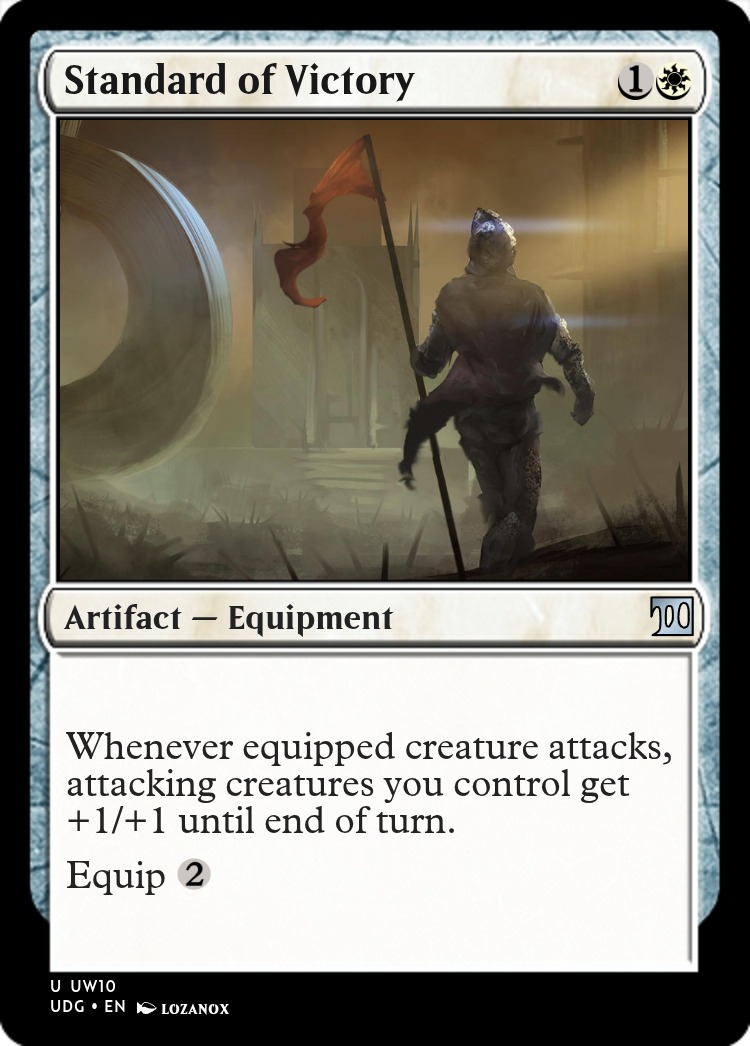 Standard of Victory 1
Artifact — Equipment
Whenever equipped creature attacks,
attacking creatures you control get
+1/+1 until end of turn.
Equip 2
U UW10
UDG • EN LOZANOX